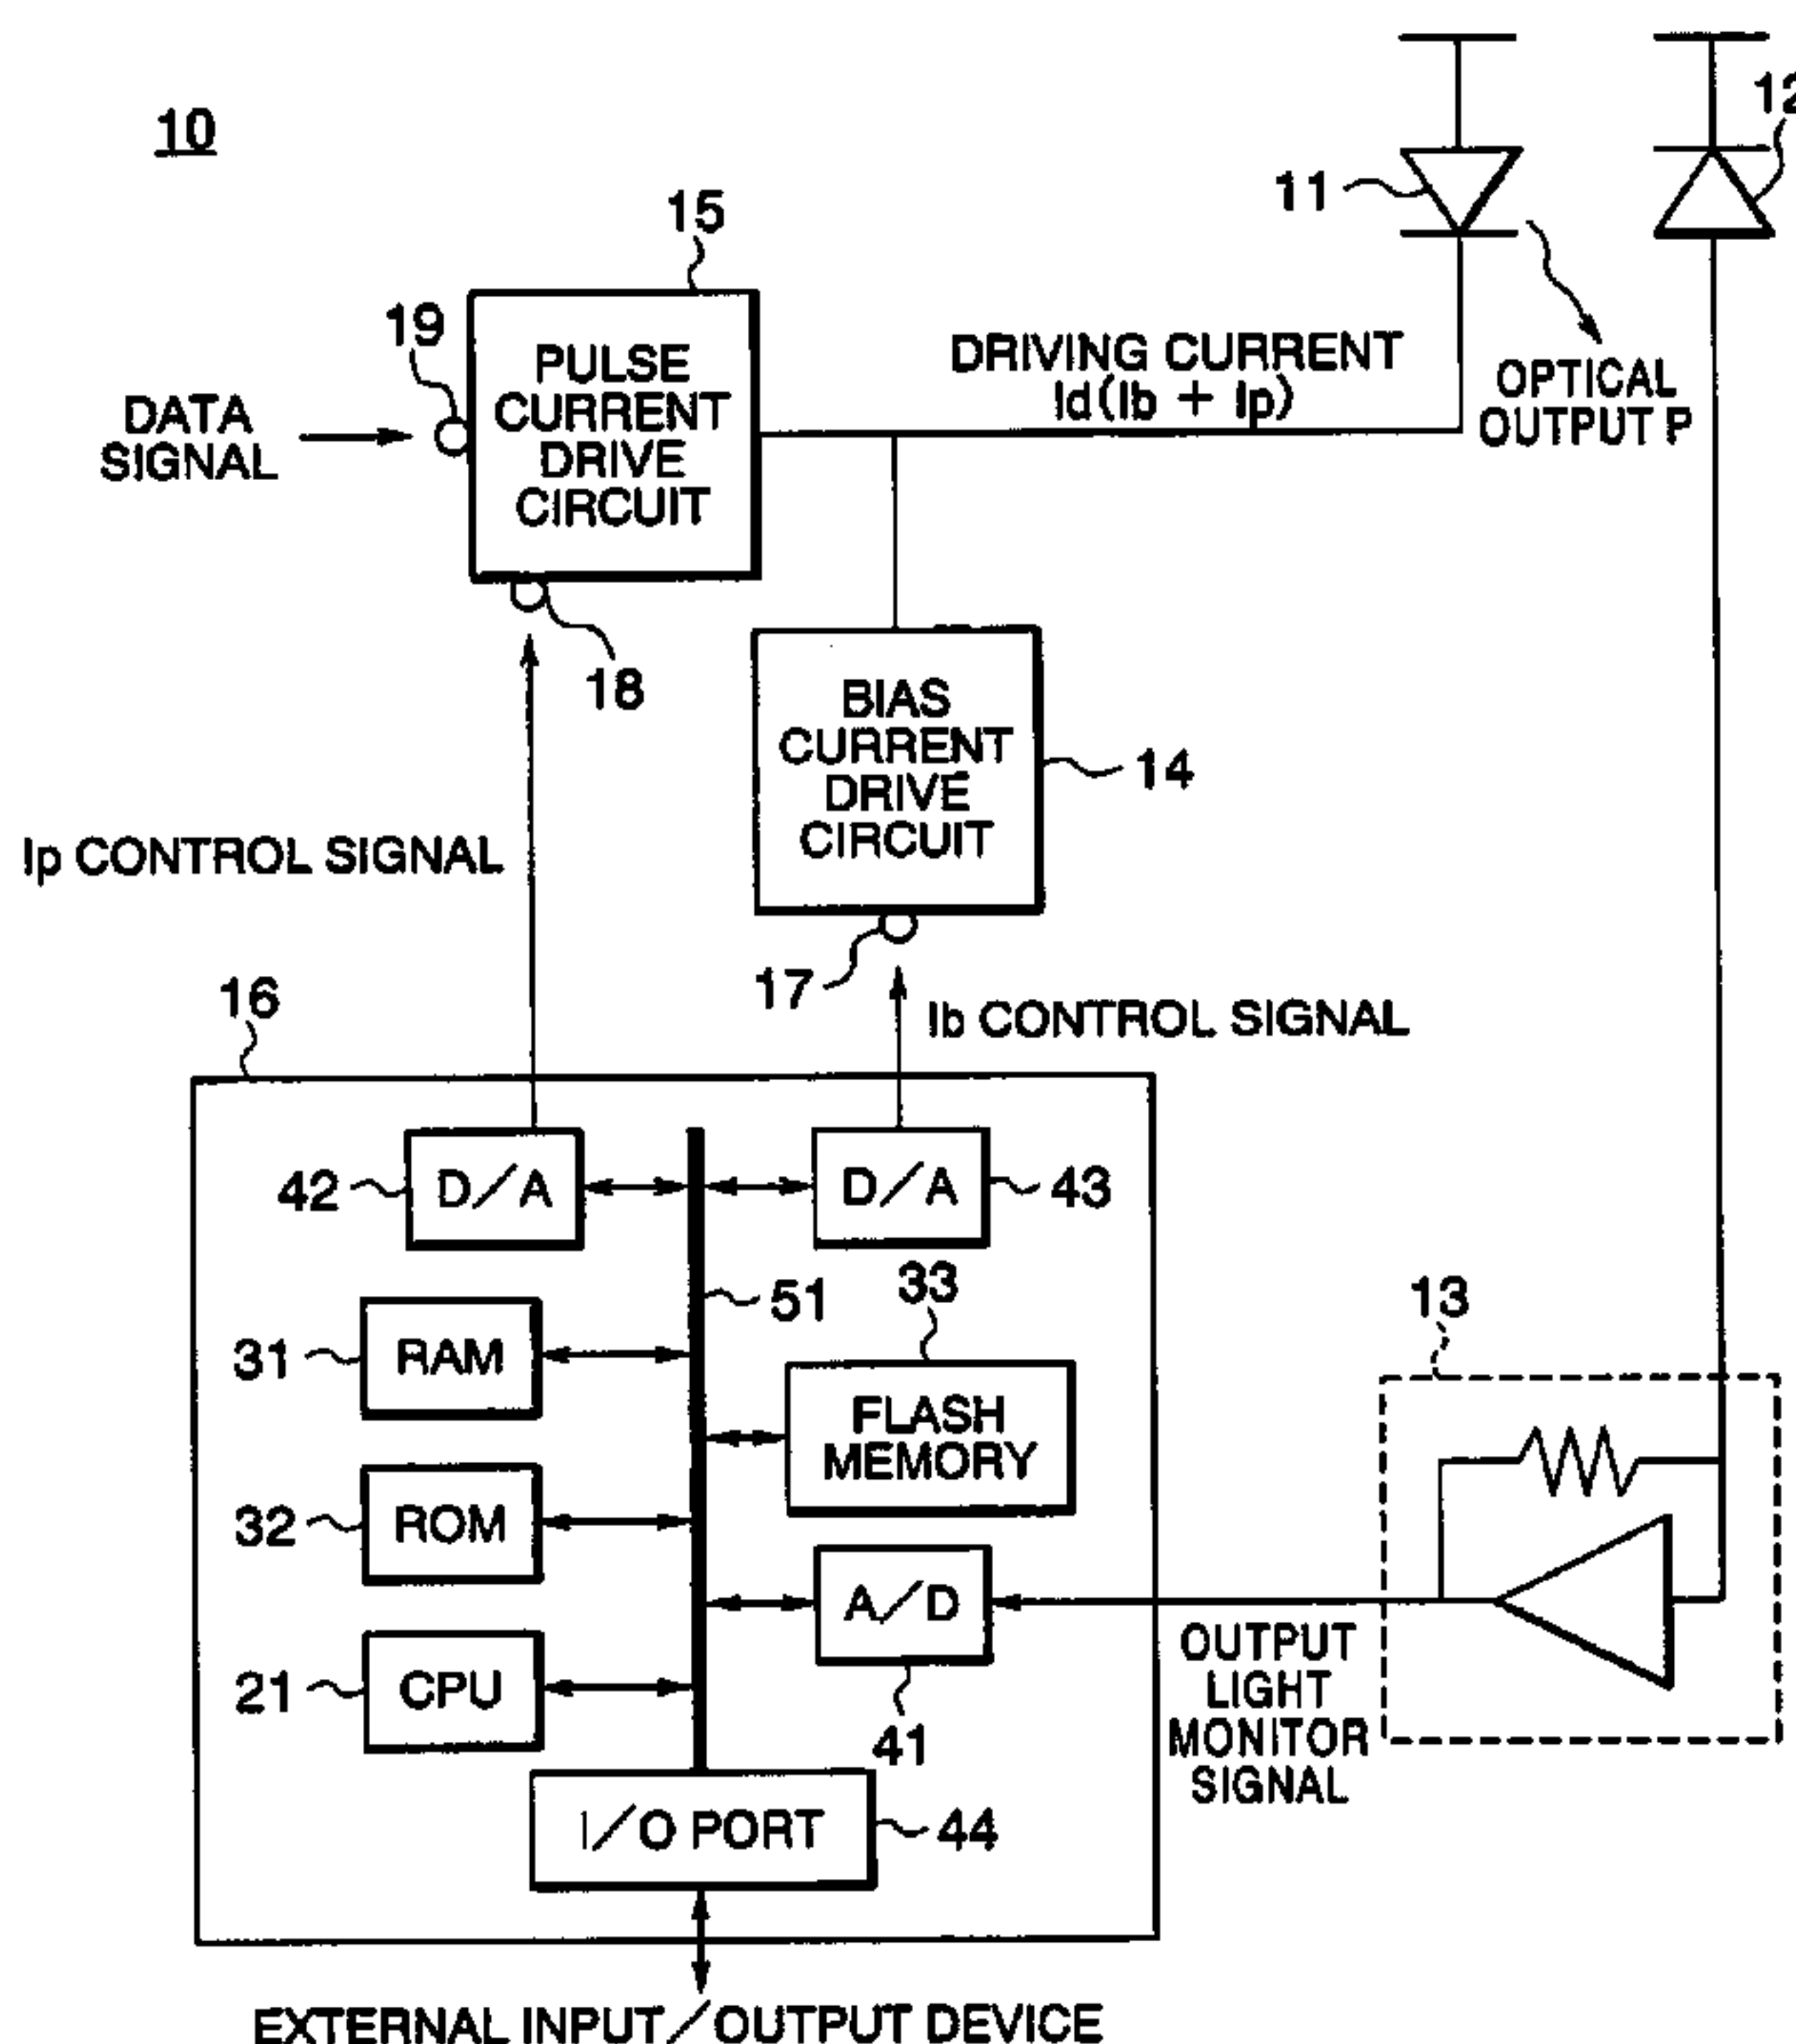 10
12
11
15
19
PULSE
CURRENT
DRIVE
CIRCUIT
DATA
SIGNAL
DRIVING CURRENT
Id(Ib + Ip)
OPTICAL
OUTPUT P
18
BIAS
CURRENT
DRIVE
CIRCUIT
14
Ip CONTROL SIGNAL
17
Ib CONTROL SIGNAL
16
42
D/A
D/A
43
51
33
13
31
RAM
FLASH
MEMORY
32
ROM
A/D
21
CPU
41
OUTPUT
LIGHT
MONITOR
SIGNAL
I/O PORT
44
EXTERNAL INPUT/OUTPUT DEVICE